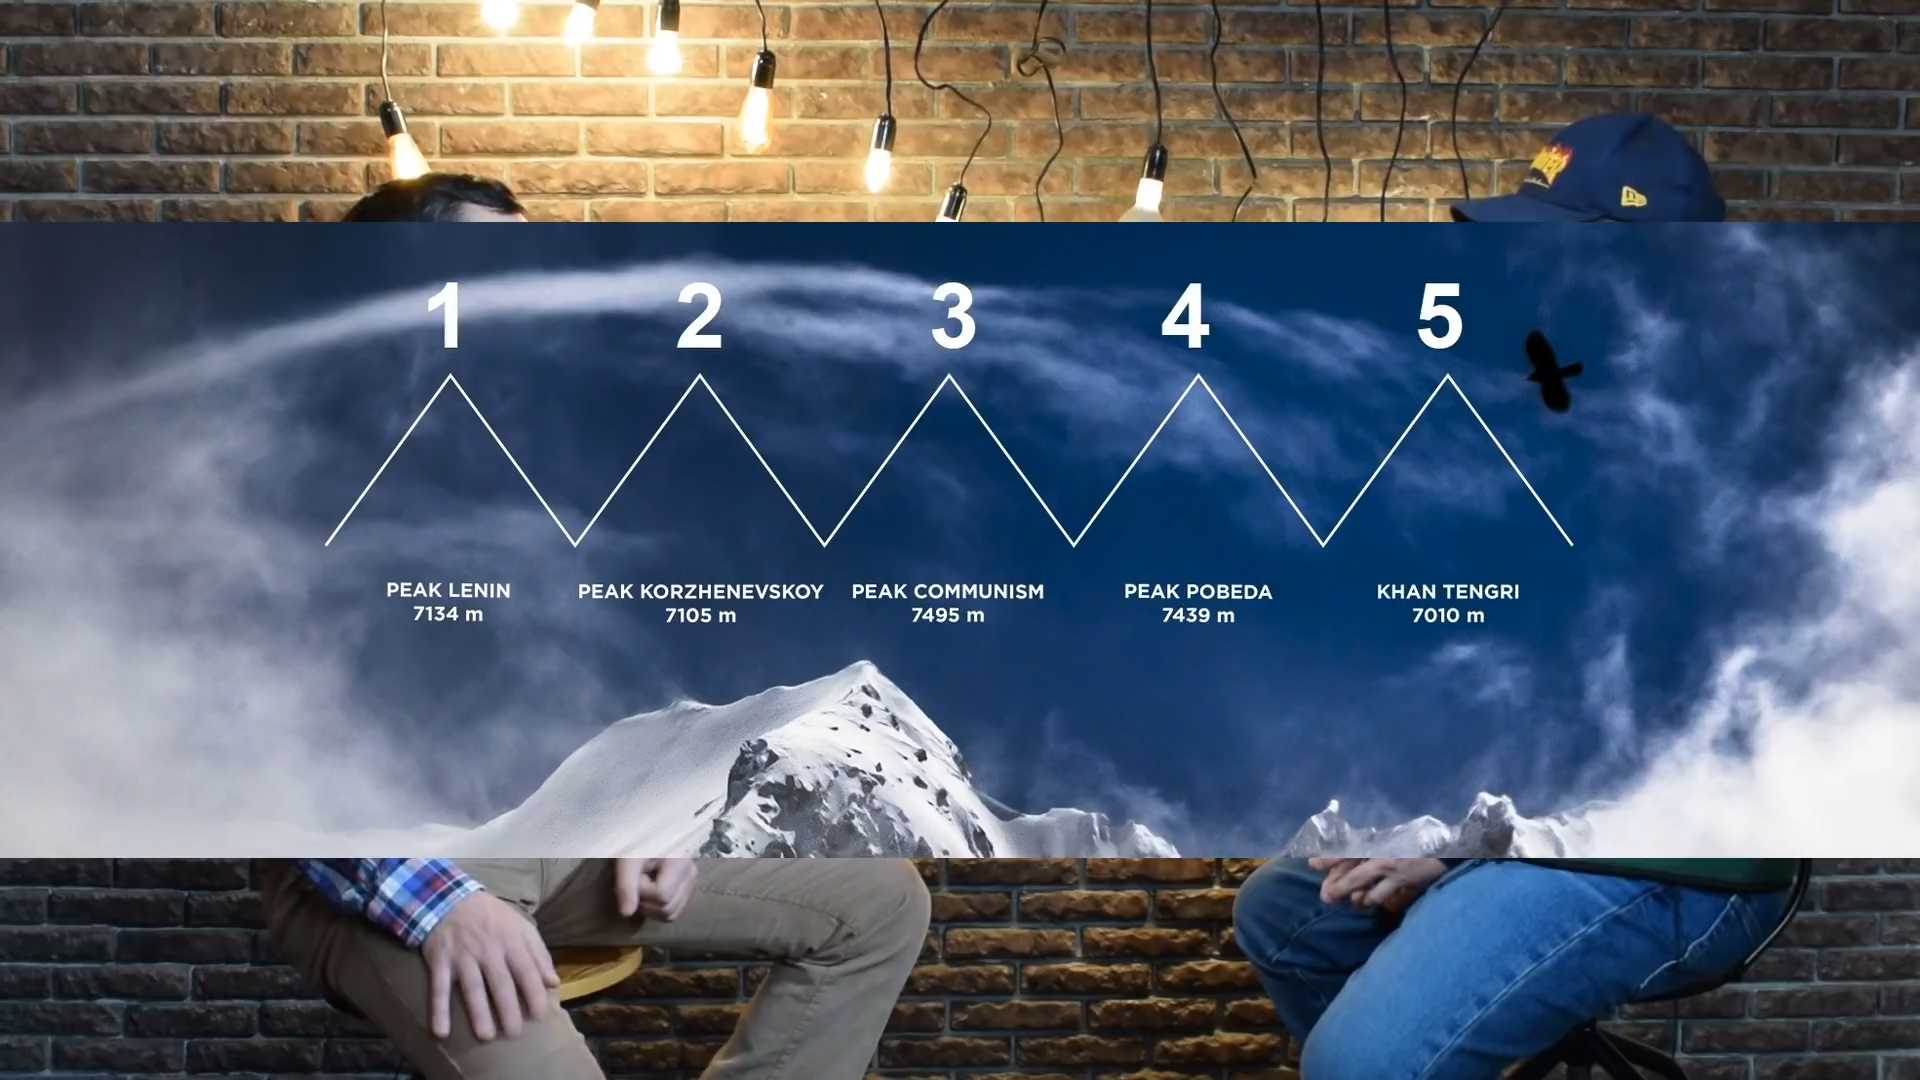 1 2 3 4 5
PEAK LENIN
7134 m
PEAK KORZHENEVSKOY
7105 m
PEAK COMMUNISM
7495 m
PEAK POBEDA
7439 m
KHAN TENGRI
7010 m